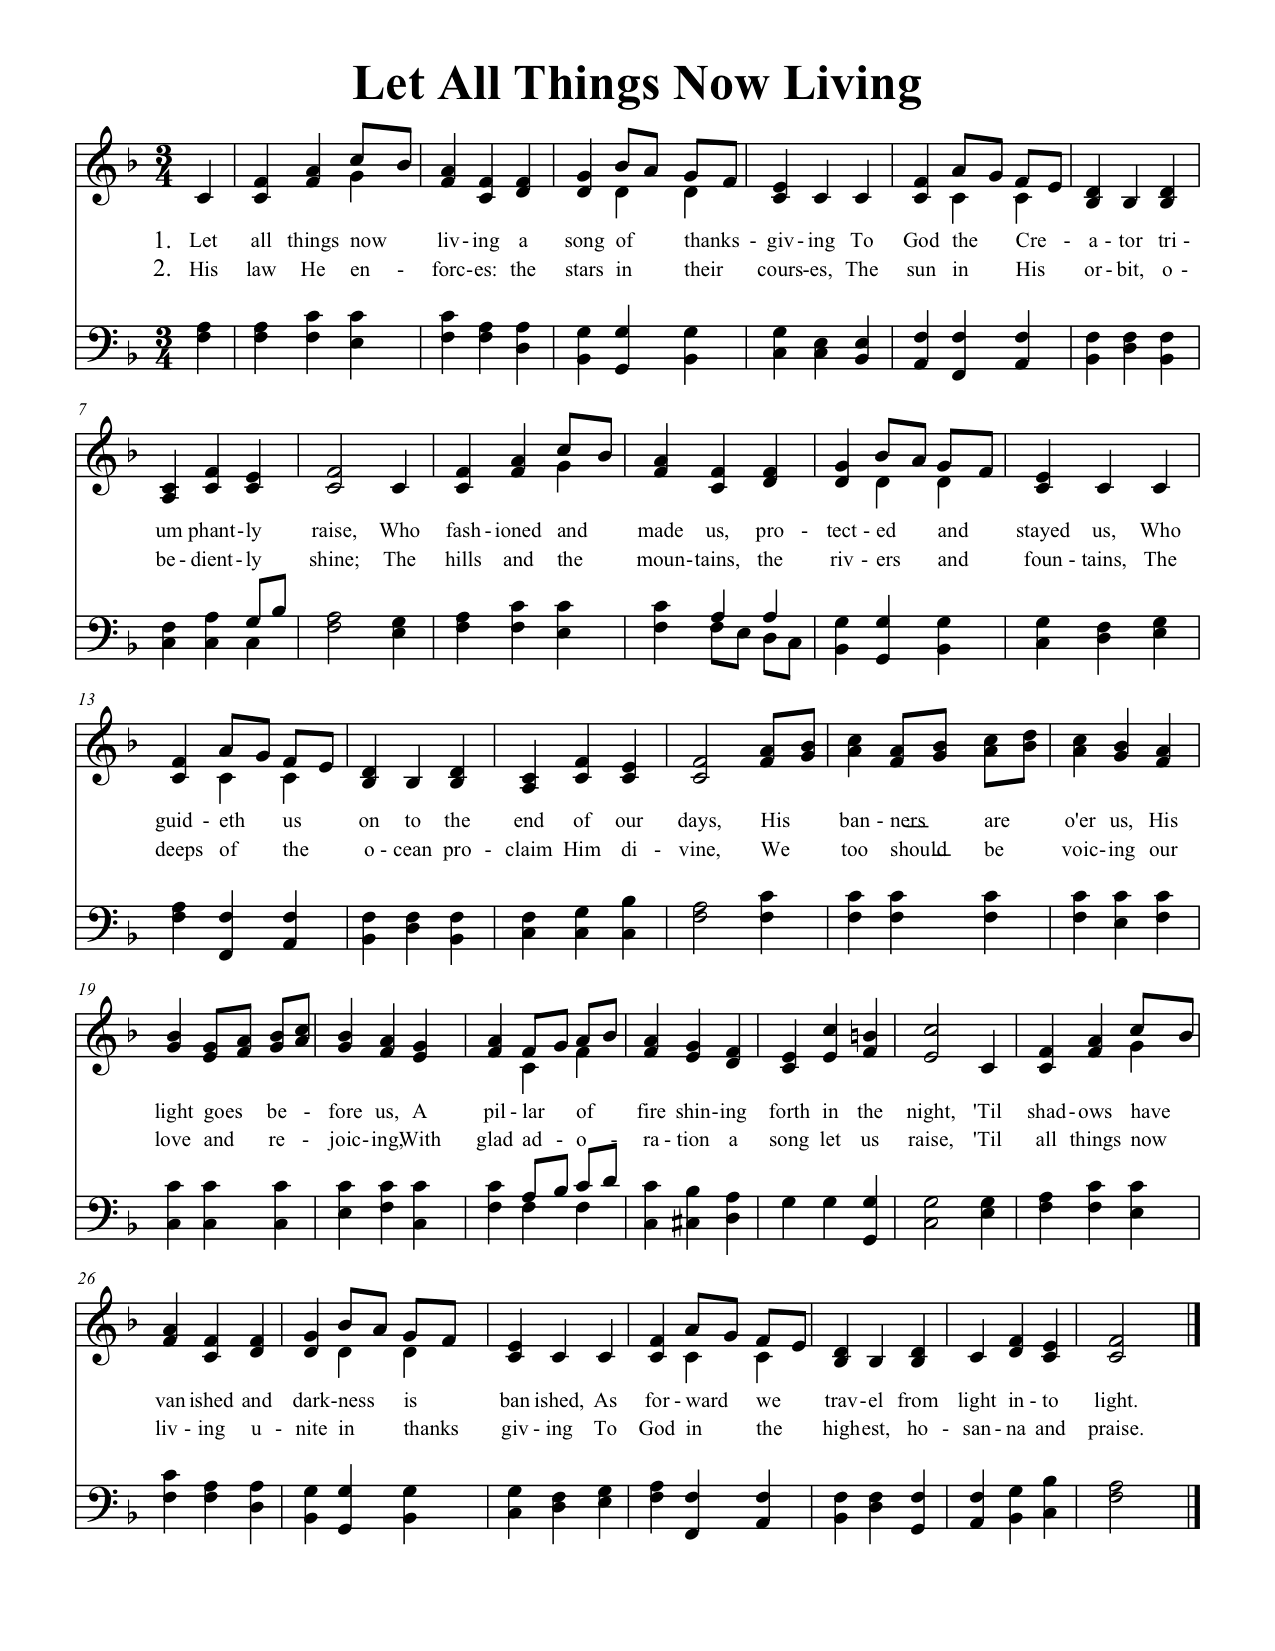 Let All Things Now Living
3 4
1. Let all things now liv - ing a song of thanks - giv - ing To God the Cre - a - tor tri -
2. His law He en - forc - es: the stars in their cours - es, The sun in His or - bit, o -
3 4
7
um phant - ly raise, Who fash - ioned and made us, pro - tect - ed and stayed us, Who
be - dient - ly shine; The hills and the moun - tains, the riv - ers and foun - tains, The
13
guid - eth us on to the end of our days, His ban - ners are o'er us, His
deeps of the o - cean pro - claim Him di - vine, We too should be voic - ing our
19
light goes be - fore us, A pil - lar of fire shin - ing forth in the night, 'Til shad - ows have
love and re - joic - ing, With glad ad - o - ra - tion a song let us raise, 'Til all things now
26
van ished and dark - ness is ban ished, As for - ward we trav - el from light in - to light.
liv - ing u - nite in thanks giv - ing To God in the high - est, ho - san - na and praise.